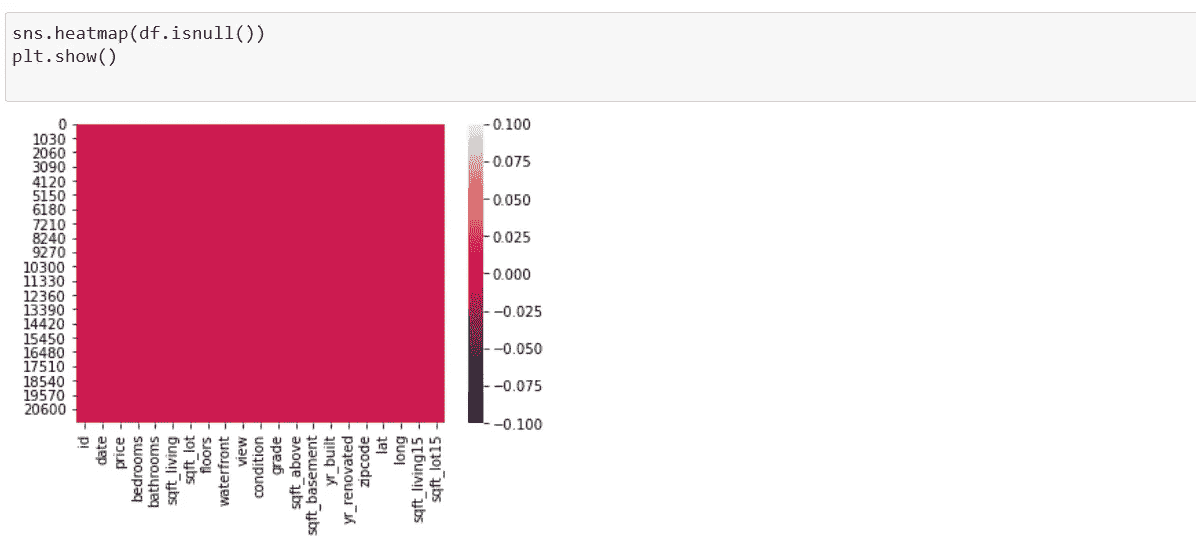 sns.heatmap(df.isnull())
plt.show()
0
1030
2060
3090
4120
5150
6180
7210
8240
9270
10300
11330
12360
13390
14420
15450
16480
17510
18540
19570
20600
0.100
0.075
0.050
0.025
0.000
−0.025
−0.050
−0.075
−0.100
id
date
price
bedrooms
bathrooms
sqft_living
sqft_lot
floors
waterfront
view
condition
grade
sqft_above
sqft_basement
yr_built
yr_renovated
zipcode
lat
long
sqft_living15
sqft_lot15